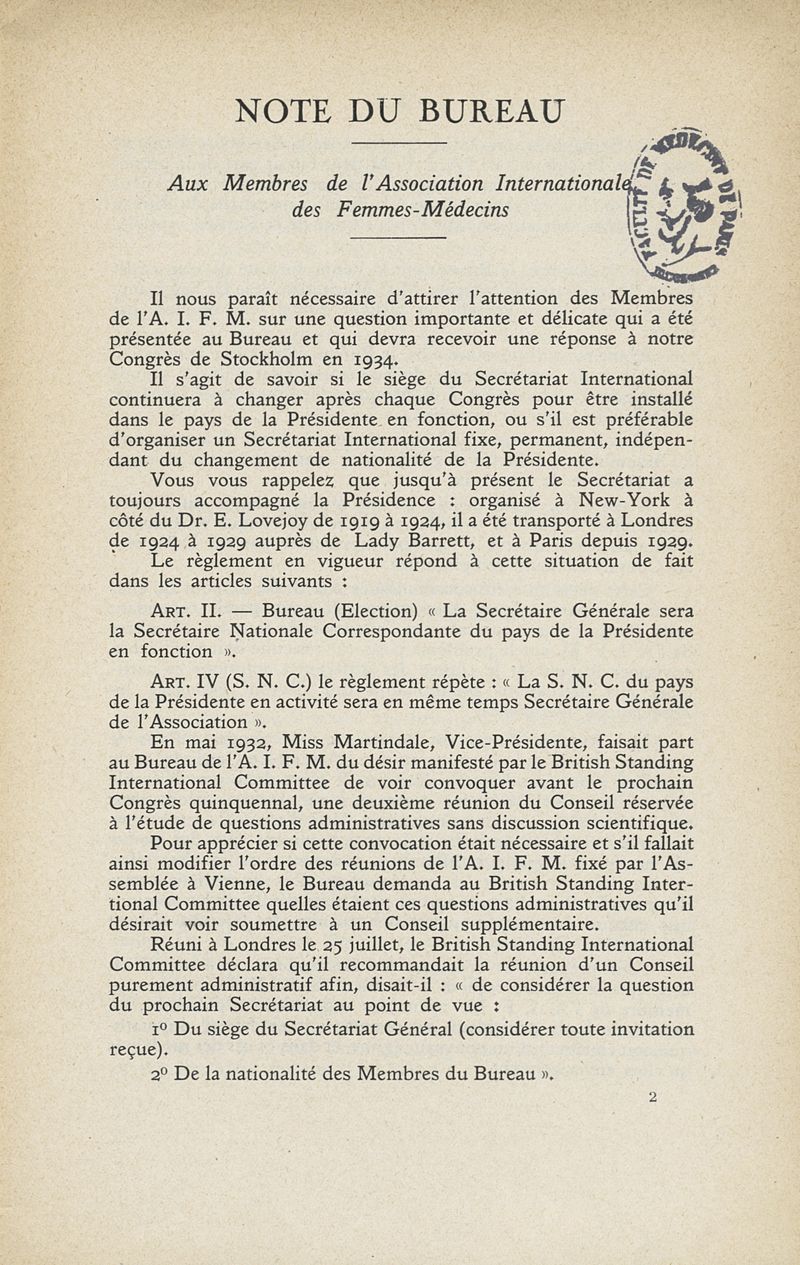 NOTE DU BUREAU
Aux Membres de l'Association Internationale
des Femmes-Médecins
Il nous paraît nécessaire d'attirer l'attention des Membres
de l'A. I. F. M. sur une question importante et délicate qui a été
présentée au Bureau et qui devra recevoir une réponse à notre
Congrès de Stockholm en 1934.
Il s'agit de savoir si le siège du Secrétariat International
continuera à changer après chaque Congrès pour être installé
dans le pays de la Présidente en fonction, ou s'il est préférable
d'organiser un Secrétariat International fixe, permanent, indépen-
dant du changement de nationalité de la Présidente.
Vous vous rappelez que jusqu'à présent le Secrétariat a
toujours accompagné la Présidence : organisé à New-York à
côté du Dr. E. Lovejoy de 1919 à 1924, il a été transporté à Londres
de 1924 à 1929 auprès de Lady Barrett, et à Paris depuis 1929.
Le règlement en vigueur répond à cette situation de fait
dans les articles suivants :
ART. II. — Bureau (Election) « La Secrétaire Générale sera
la Secrétaire Nationale Correspondante du pays de la Présidente
en fonction ».
ART. IV (S. N. C.) le règlement répète : « La S. N. C. du pays
de la Présidente en activité sera en même temps Secrétaire Générale
de l'Association ».
En mai 1932, Miss Martindale, Vice-Présidente, faisait part
au Bureau de l'A. I. F. M. du désir manifesté par le British Standing
International Committee de voir convoquer avant le prochain
Congrès quinquennal, une deuxième réunion du Conseil réservée
à l'étude de questions administratives sans discussion scientifique.
Pour apprécier si cette convocation était nécessaire et s'il fallait
ainsi modifier l'ordre des réunions de l'A. I. F. M. fixé par l'As-
semblée à Vienne, le Bureau demanda au British Standing Inter-
tional Committee quelles étaient ces questions administratives qu'il
désirait voir soumettre à un Conseil supplémentaire.
Réuni à Londres le 25 juillet, le British Standing International
Committee déclara qu'il recommandait la réunion d'un Conseil
purement administratif afin, disait-il : « de considérer la question
du prochain Secrétariat au point de vue :
1º Du siège du Secrétariat Général (considérer toute invitation
reçue).
2º De la nationalité des Membres du Bureau ».
2